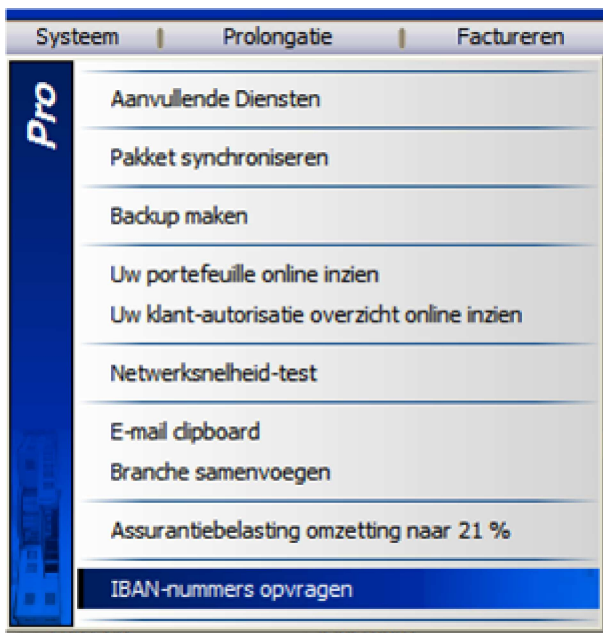 Systeem | Prolongatie | Factureren
Pro
Aanvullende Diensten
Pakket synchroniseren
Backup maken
Uw portefeuille online inzien
Uw klant-autorisatie overzicht online inzien
Netwerksnelheid-test
E-mail clipboard
Branche samenvoegen
Assurantiebelasting omzetting naar 21 %
IBAN-nummers opvragen